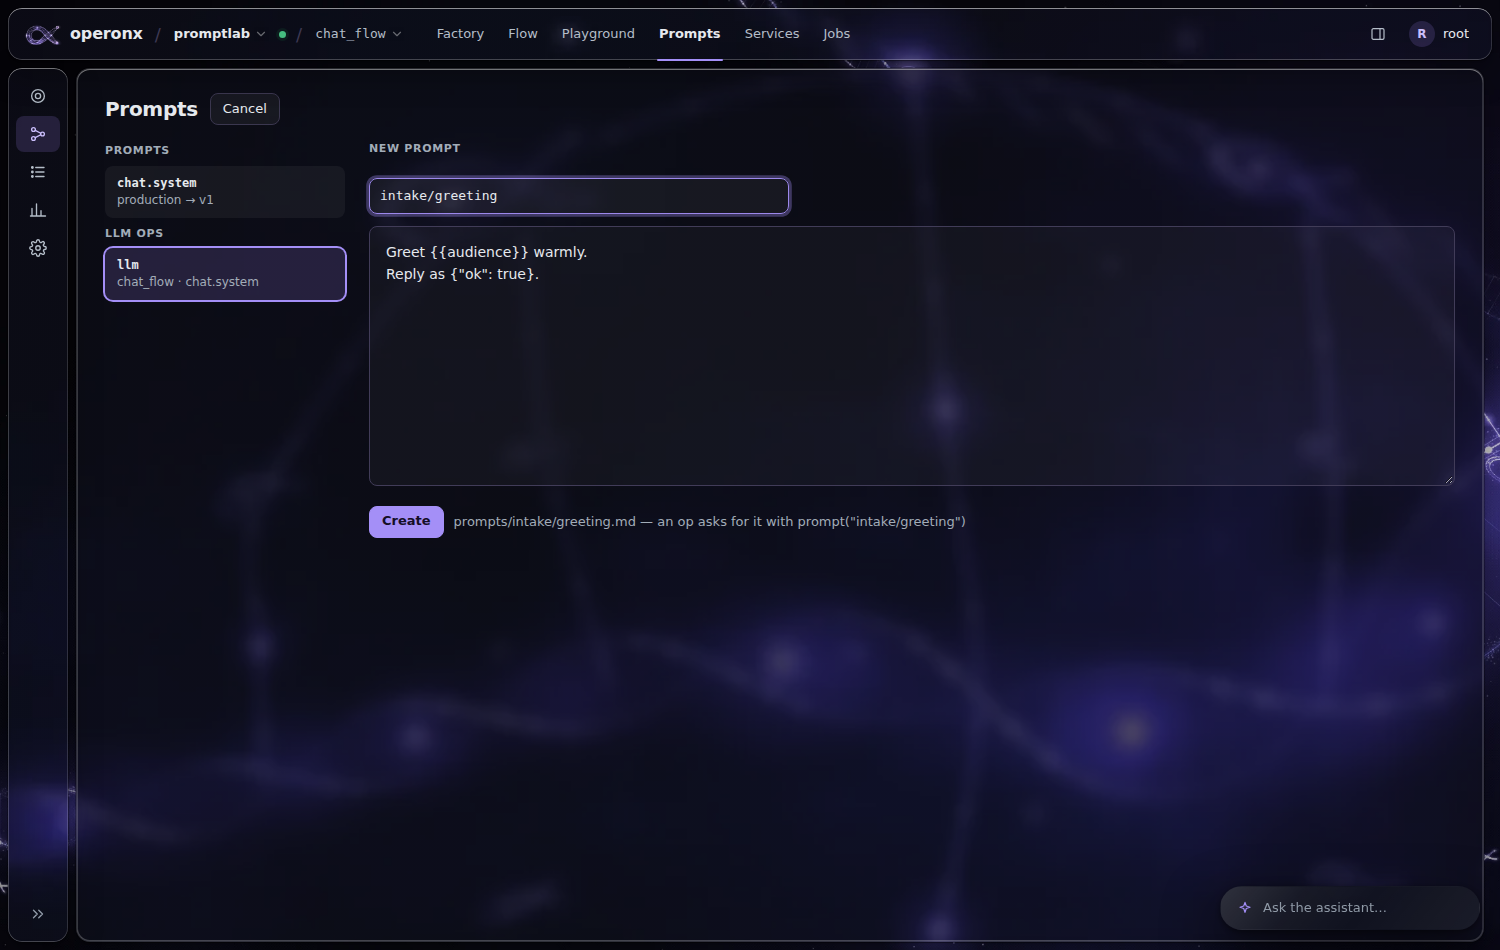 operonx / promptlab / chat_flow Factory Flow Playground Prompts Services Jobs R root
Prompts Cancel
PROMPTS
chat.system
production → v1
LLM OPS
llm
chat_flow · chat.system
NEW PROMPT
intake/greeting
Greet {{audience}} warmly.
Reply as {"ok": true}.
Create prompts/intake/greeting.md — an op asks for it with prompt("intake/greeting")
Ask the assistant...